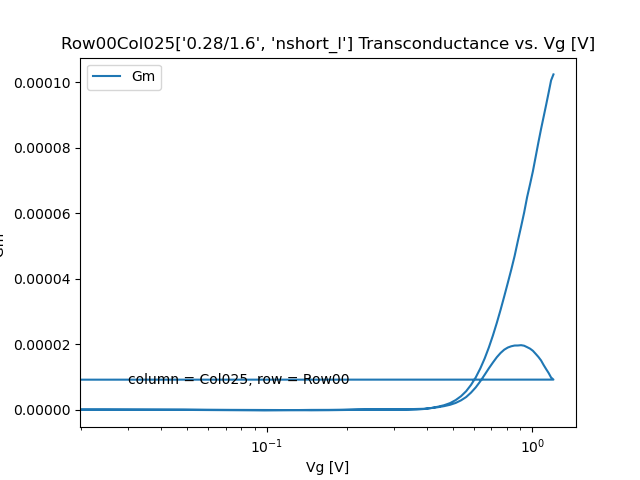 Row00Col025['0.28/1.6', 'nshort_l'] Transconductance vs. Vg [V]
Gm
0.00010
0.00008
0.00006
0.00004
0.00002
0.00000
column = Col025, row = Row00
10⁻¹ 10⁰
Vg [V]